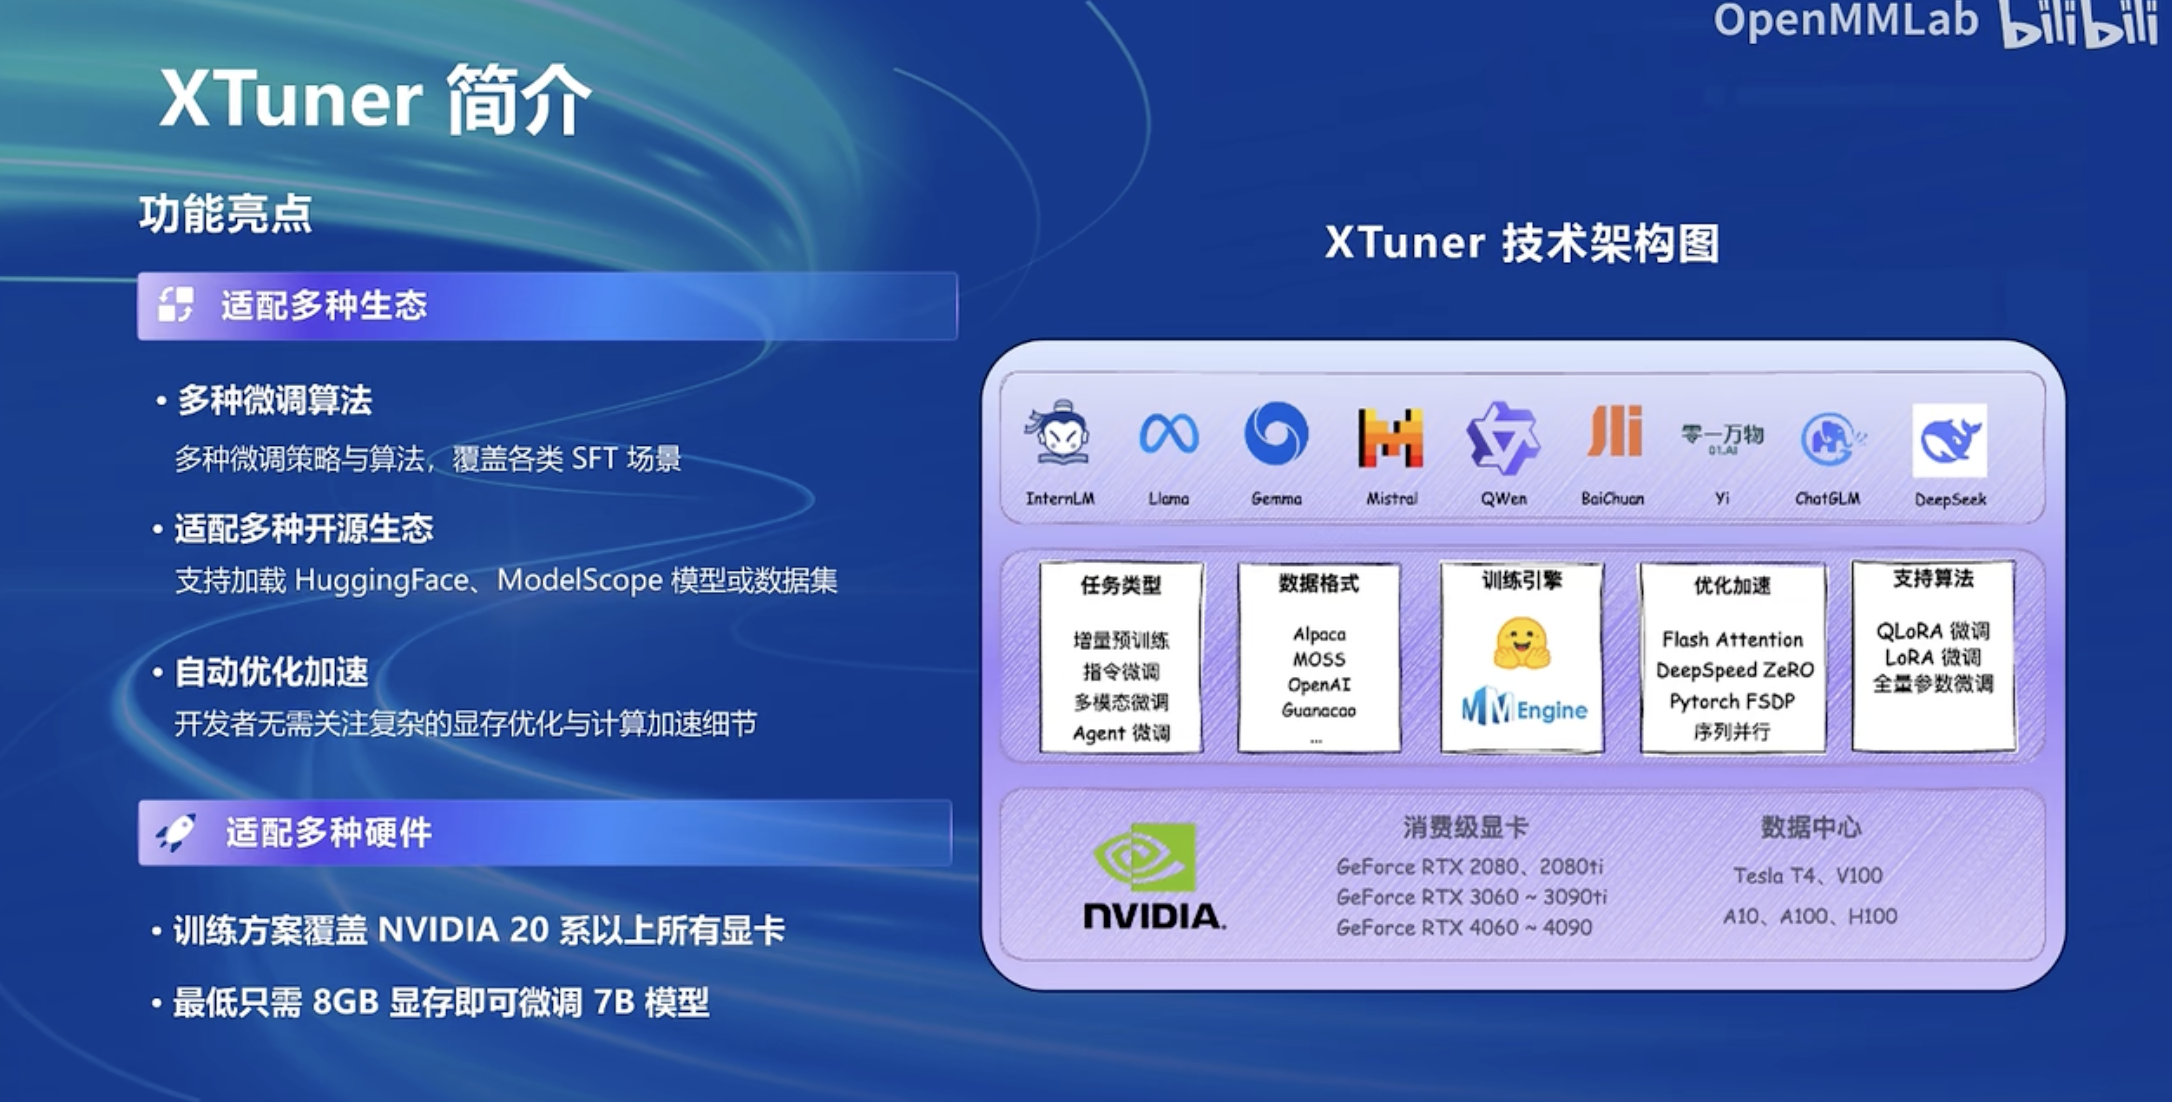 OpenMMLab bilibili
XTuner 简介
功能亮点
适配多种生态
• 多种微调算法
多种微调策略与算法，覆盖各类 SFT 场景
• 适配多种开源生态
支持加载 HuggingFace、ModelScope 模型或数据集
• 自动优化加速
开发者无需关注复杂的显存优化与计算加速细节
适配多种硬件
• 训练方案覆盖 NVIDIA 20 系以上所有显卡
• 最低只需 8GB 显存即可微调 7B 模型
XTuner 技术架构图
零一万物
01.AI
InternLM Llama Gemma Mistral QWen BaiChuan Yi ChatGLM DeepSeek
任务类型
增量预训练
指令微调
多模态微调
Agent 微调
数据格式
Alpaca
MOSS
OpenAI
Guanacao
...
训练引擎
MMEngine
优化加速
Flash Attention
DeepSpeed ZeRO
Pytorch FSDP
序列并行
支持算法
QLoRA 微调
LoRA 微调
全量参数微调
NVIDIA.
消费级显卡
GeForce RTX 2080、2080ti
GeForce RTX 3060 ~ 3090ti
GeForce RTX 4060 ~ 4090
数据中心
Tesla T4、V100
A10、A100、H100